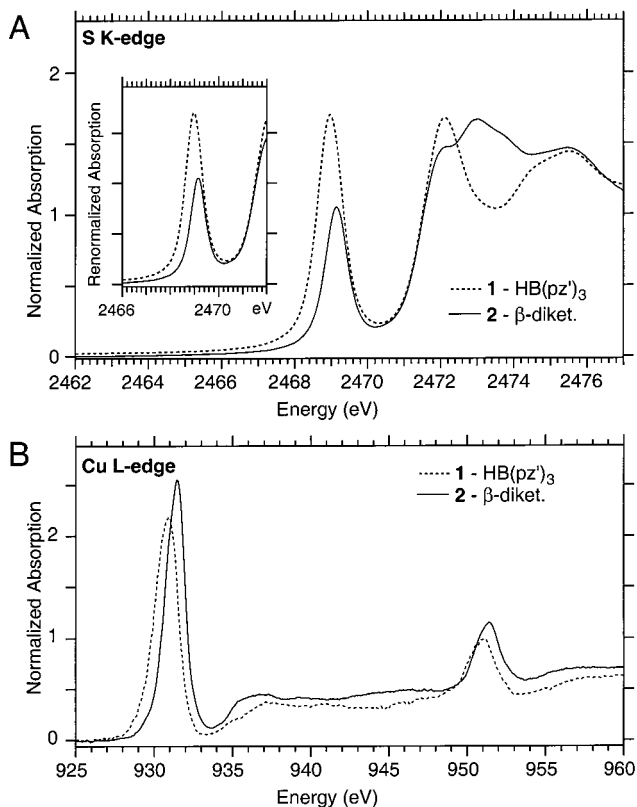 A
S K-edge
2
1
0
Normalized Absorption
Renormalized Absorption
2466
2470
eV
1 - HB(pz')3
2 - β-diket.
2462
2464
2466
2468
2470
2472
2474
2476
Energy (eV)
B
Cu L-edge
2
1
0
Normalized Absorption
1 - HB(pz')3
2 - β-diket.
925
930
935
940
945
950
955
960
Energy (eV)